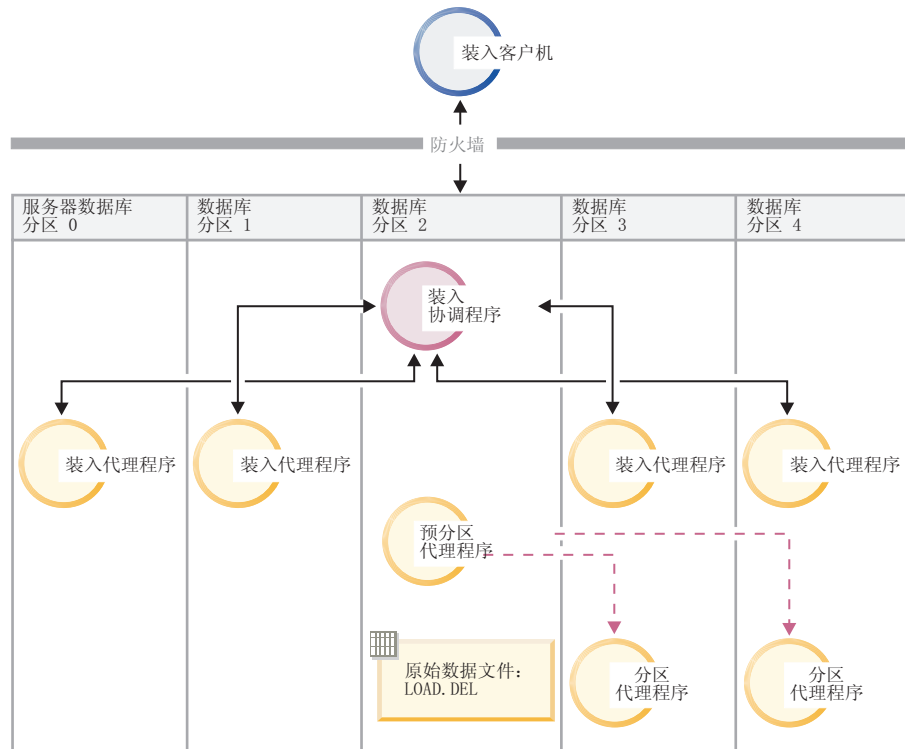 装入客户机
防火墙
服务器数据库
分区 0
数据库
分区 1
数据库
分区 2
数据库
分区 3
数据库
分区 4
装入
协调程序
装入代理程序
装入代理程序
装入代理程序
装入代理程序
预分区
代理程序
原始数据文件:
LOAD.DEL
分区
代理程序
分区
代理程序